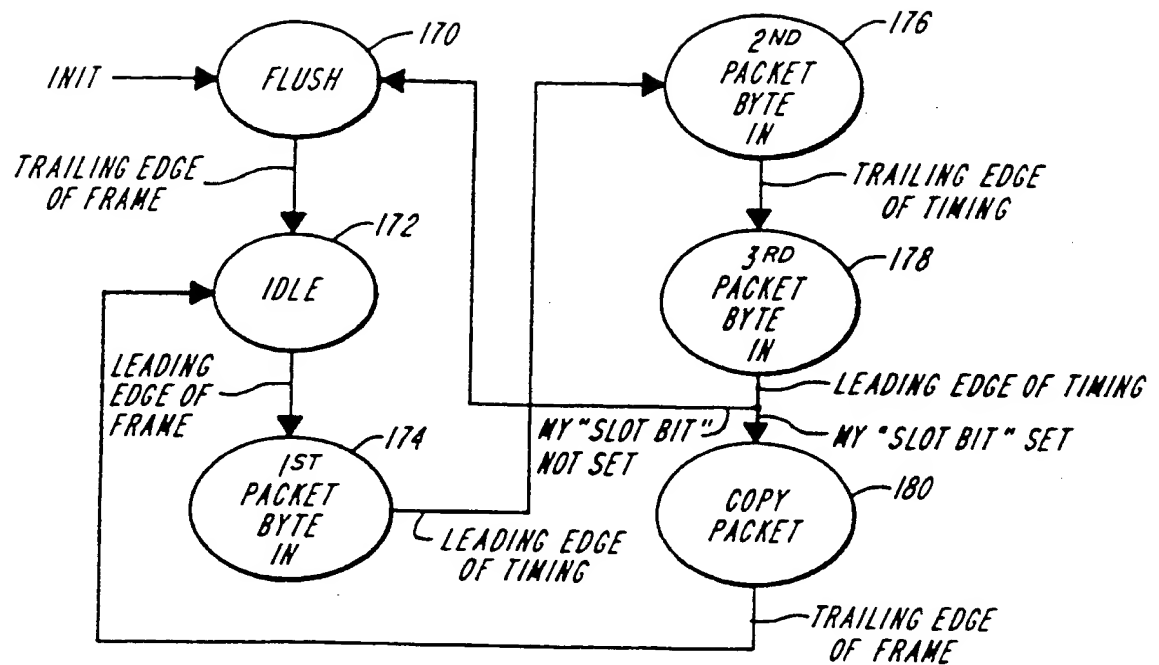 170
INIT
FLUSH
TRAILING EDGE
OF FRAME
172
IDLE
LEADING
EDGE OF
FRAME
174
1ST
PACKET
BYTE
IN
LEADING EDGE
OF TIMING
176
2ND
PACKET
BYTE
IN
TRAILING EDGE
OF TIMING
178
3RD
PACKET
BYTE
IN
LEADING EDGE OF TIMING
MY "SLOT BIT"
NOT SET
MY "SLOT BIT" SET
180
COPY
PACKET
TRAILING EDGE
OF FRAME